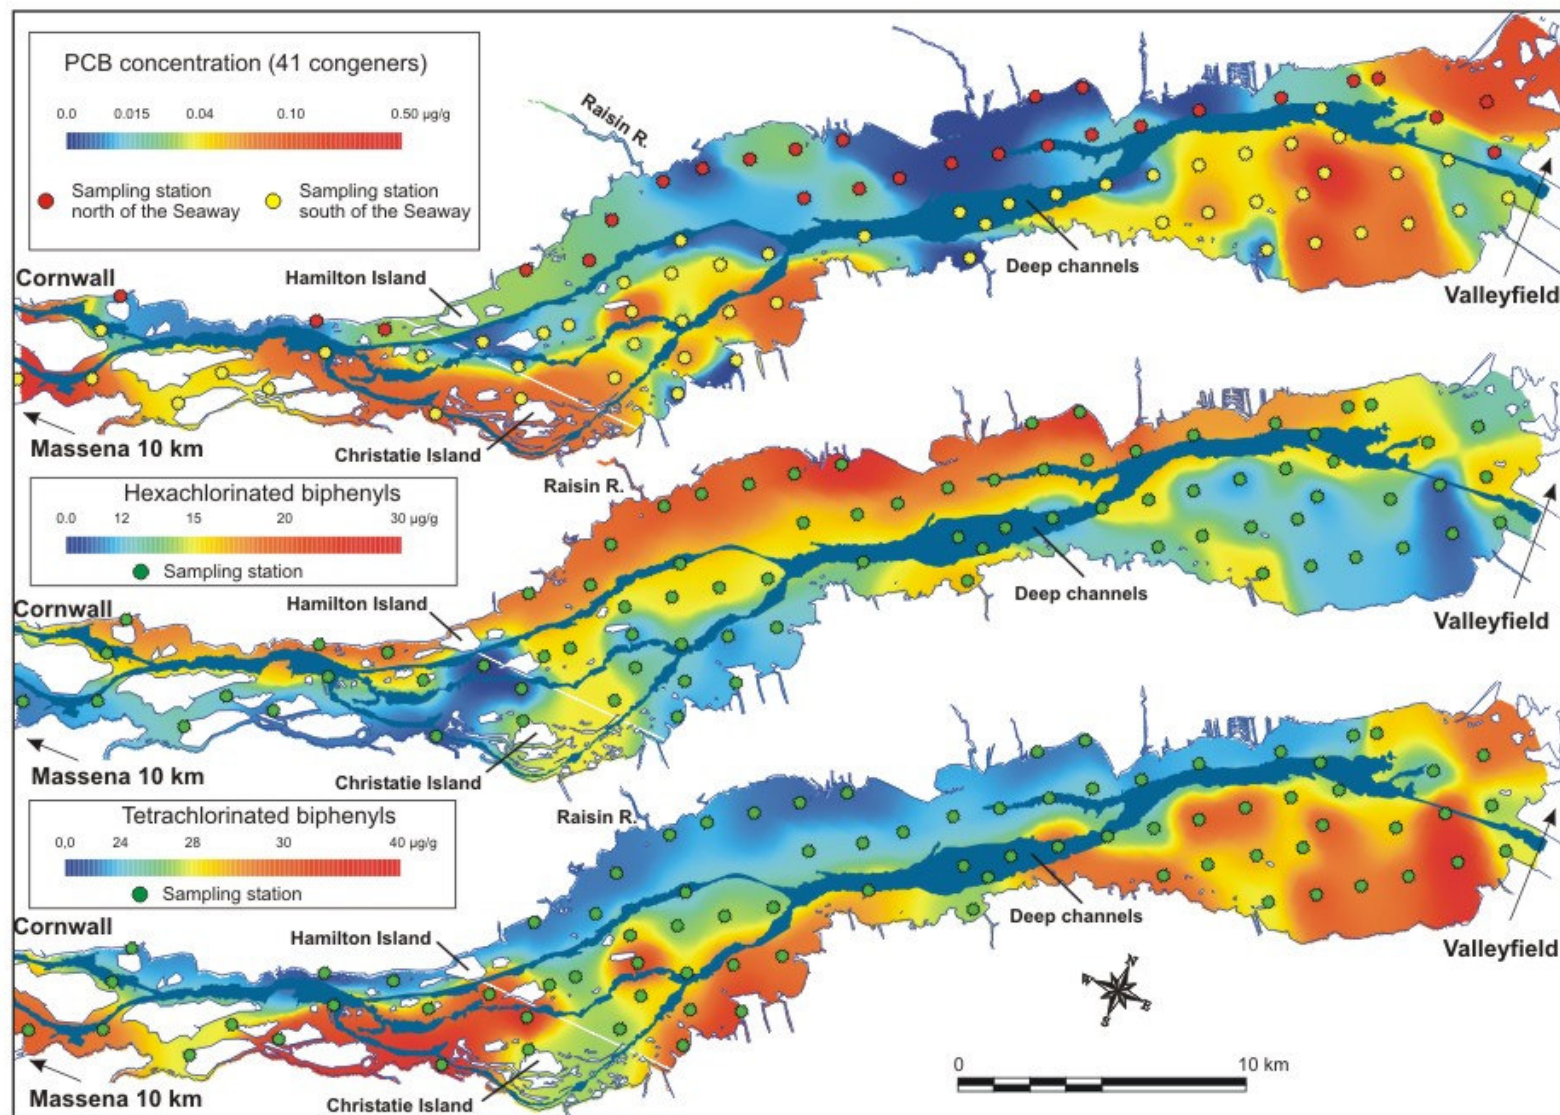 PCB concentration (41 congeners)
0.0 0.015 0.04 0.10 0.50 µg/g
Sampling station
north of the Seaway
Sampling station
south of the Seaway
Raisin R.
Cornwall
Hamilton Island
Deep channels
Valleyfield
Massena 10 km
Christatie Island
Hexachlorinated biphenyls
0.0 12 15 20 30 µg/g
Sampling station
Raisin R.
Cornwall
Hamilton Island
Deep channels
Valleyfield
Massena 10 km
Christatie Island
Tetrachlorinated biphenyls
0,0 24 28 30 40 µg/g
Sampling station
Raisin R.
Cornwall
Hamilton Island
Deep channels
Valleyfield
N
W
E
S
0 10 km
Massena 10 km
Christatie Island